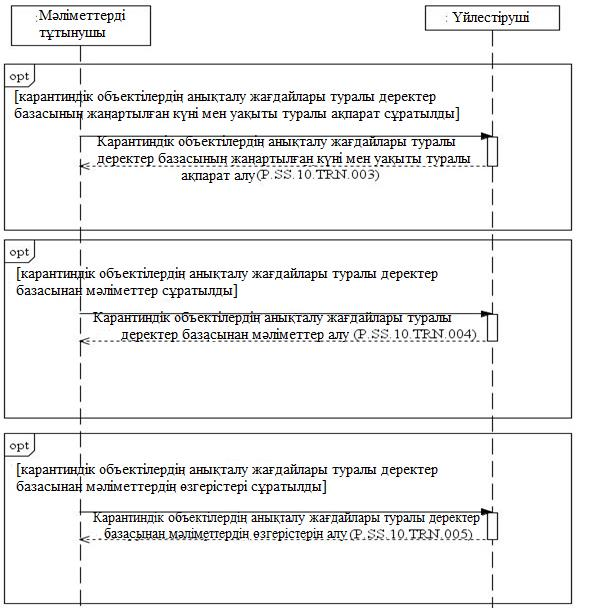 :Мәліметтерді
тұтынушы
: Үйлестіруші
opt
[карантиндік объектілердің анықталу жағдайлары туралы деректер
базасының жаңартылған күні мен уақыты туралы ақпарат сұратылды]
Карантиндік объектілердің анықталу жағдайлары туралы
деректер базасының жаңартылған күні мен уақыты туралы
ақпарат алу(P.SS.10.TRN.003)
opt
[карантиндік объектілердің анықталу жағдайлары туралы деректер
базасынан мәліметтер сұратылды]
Карантиндік объектілердің анықталу жағдайлары туралы
деректер базасынан мәліметтер алу (P.SS.10.TRN.004)
opt
[карантиндік объектілердің анықталу жағдайлары туралы деректер
базасынан мәліметтердің өзгерістері сұратылды]
Карантиндік объектілердің анықталу жағдайлары туралы деректер
базасынан мәліметтердің өзгерістерін алу (P.SS.10.TRN.005)